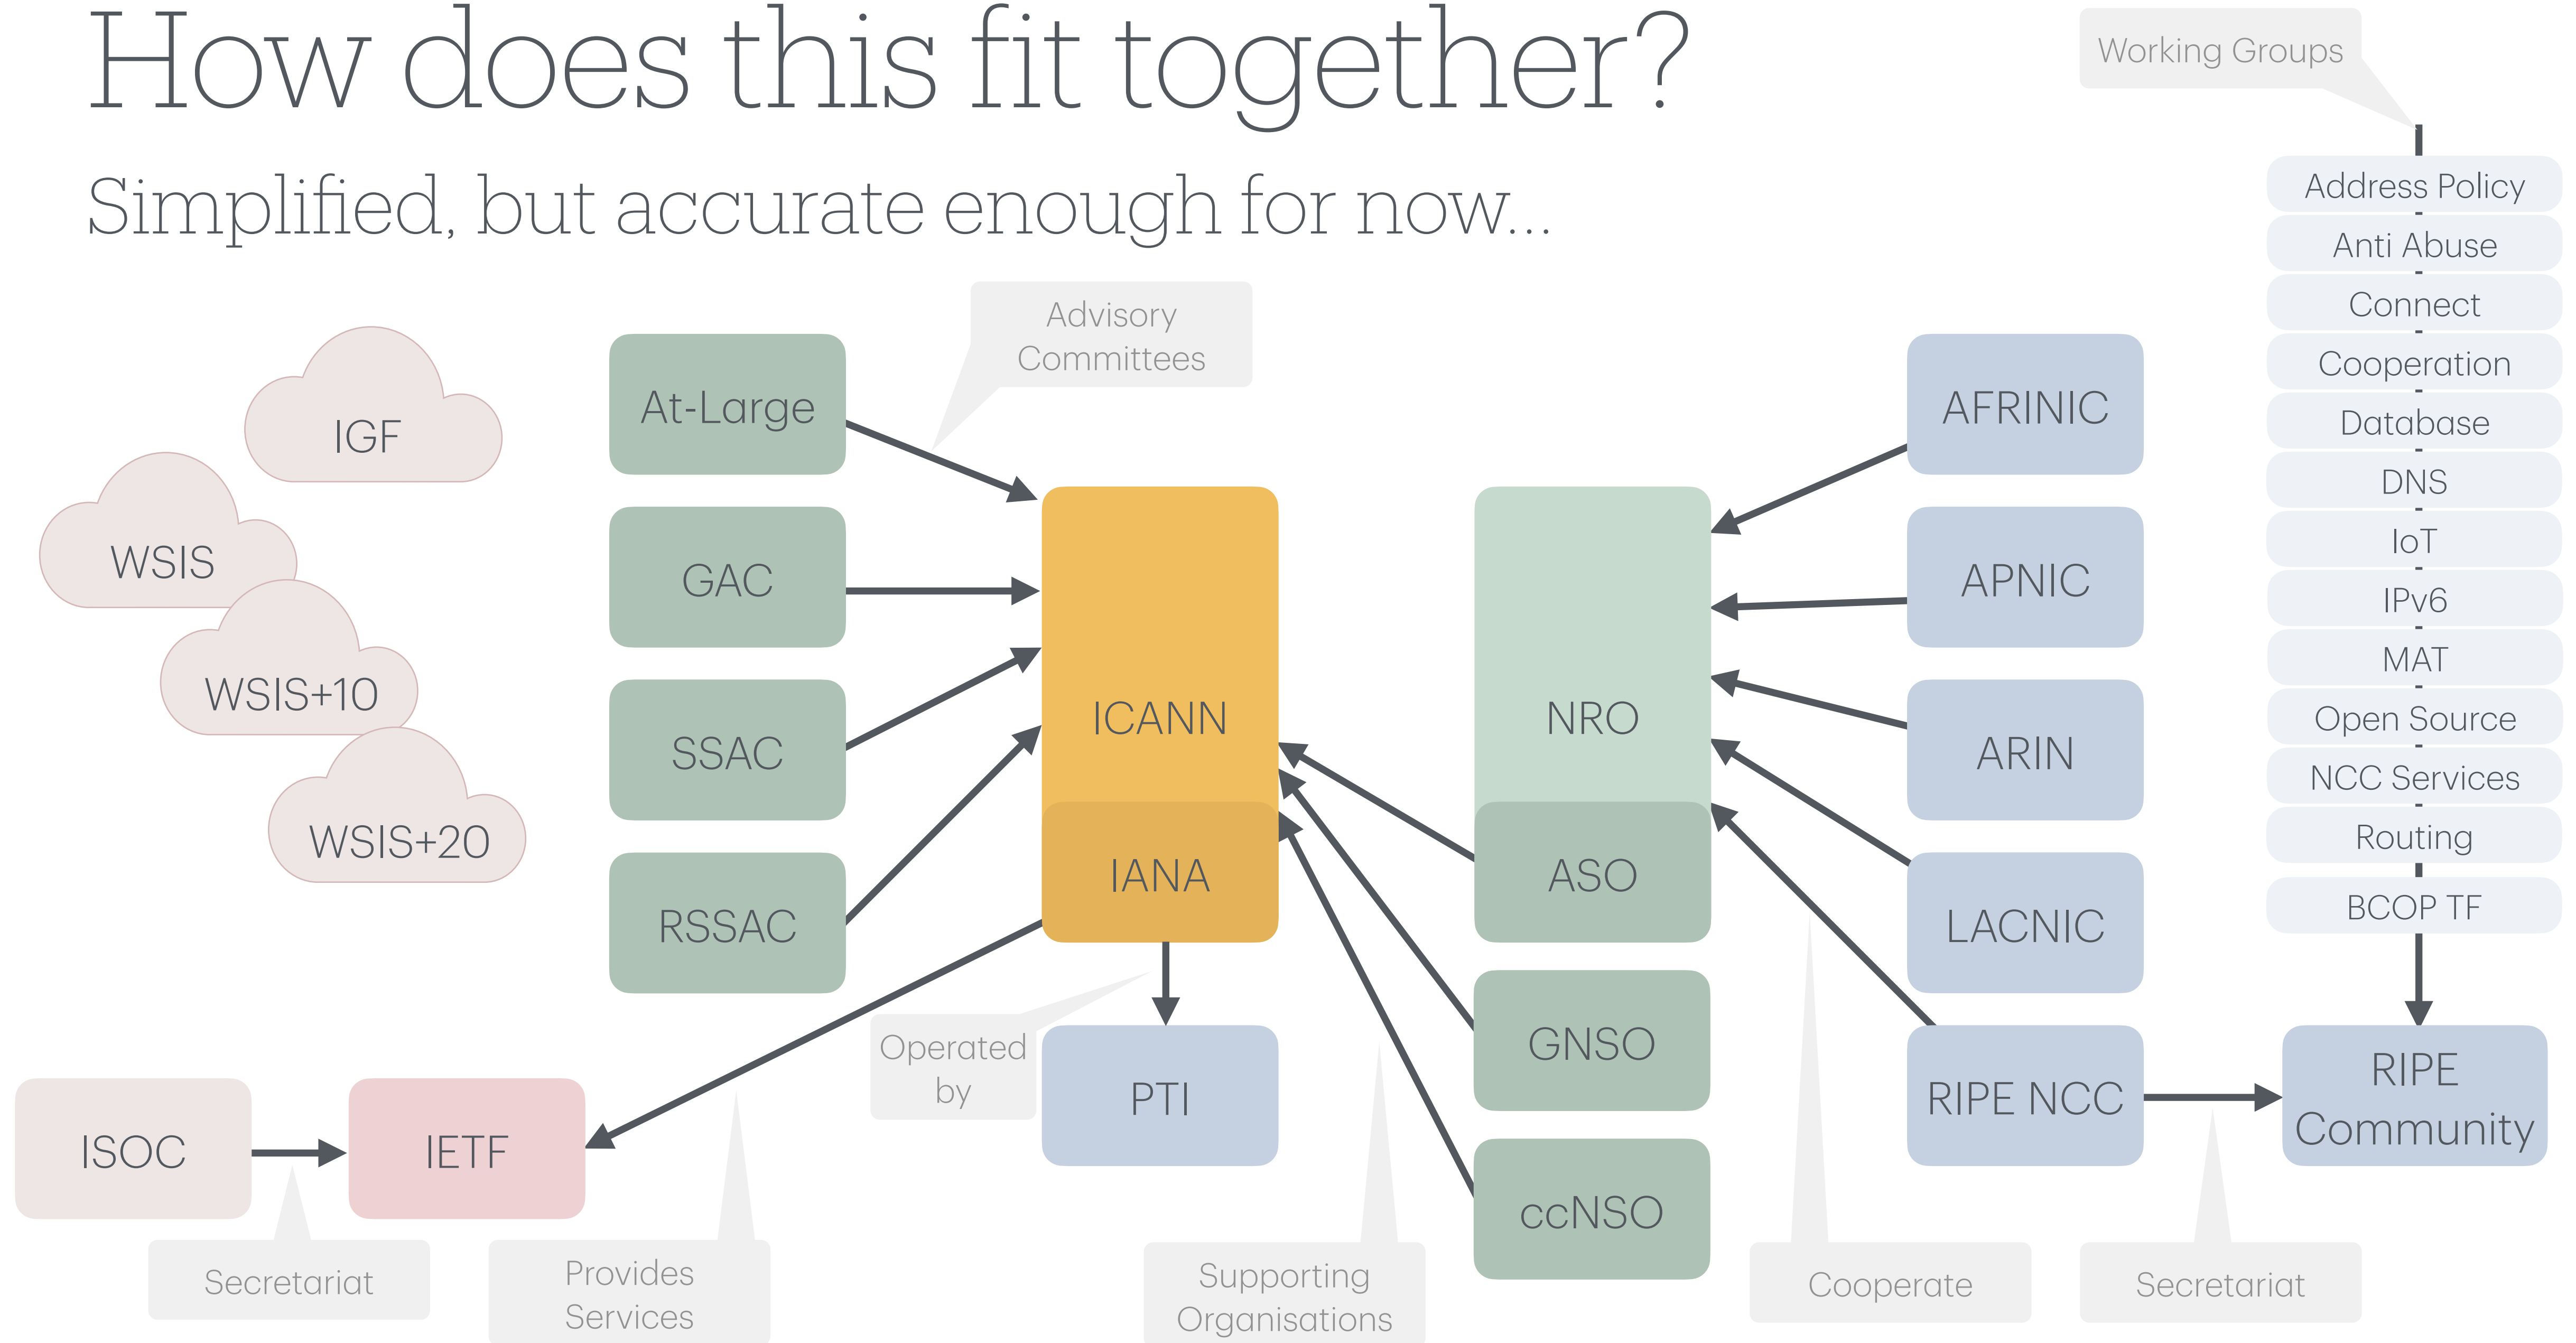 How does this fit together?
Simplified, but accurate enough for now...
IGF
WSIS
WSIS+10
WSIS+20
At-Large
GAC
SSAC
RSSAC
Advisory
Committees
ICANN
IANA
Operated
by
PTI
ISOC
IETF
Secretariat
Provides
Services
NRO
ASO
GNSO
ccNSO
Supporting
Organisations
AFRINIC
APNIC
ARIN
LACNIC
RIPE NCC
Cooperate
Secretariat
Working Groups
Address Policy
Anti Abuse
Connect
Cooperation
Database
DNS
IoT
IPv6
MAT
Open Source
NCC Services
Routing
BCOP TF
RIPE
Community